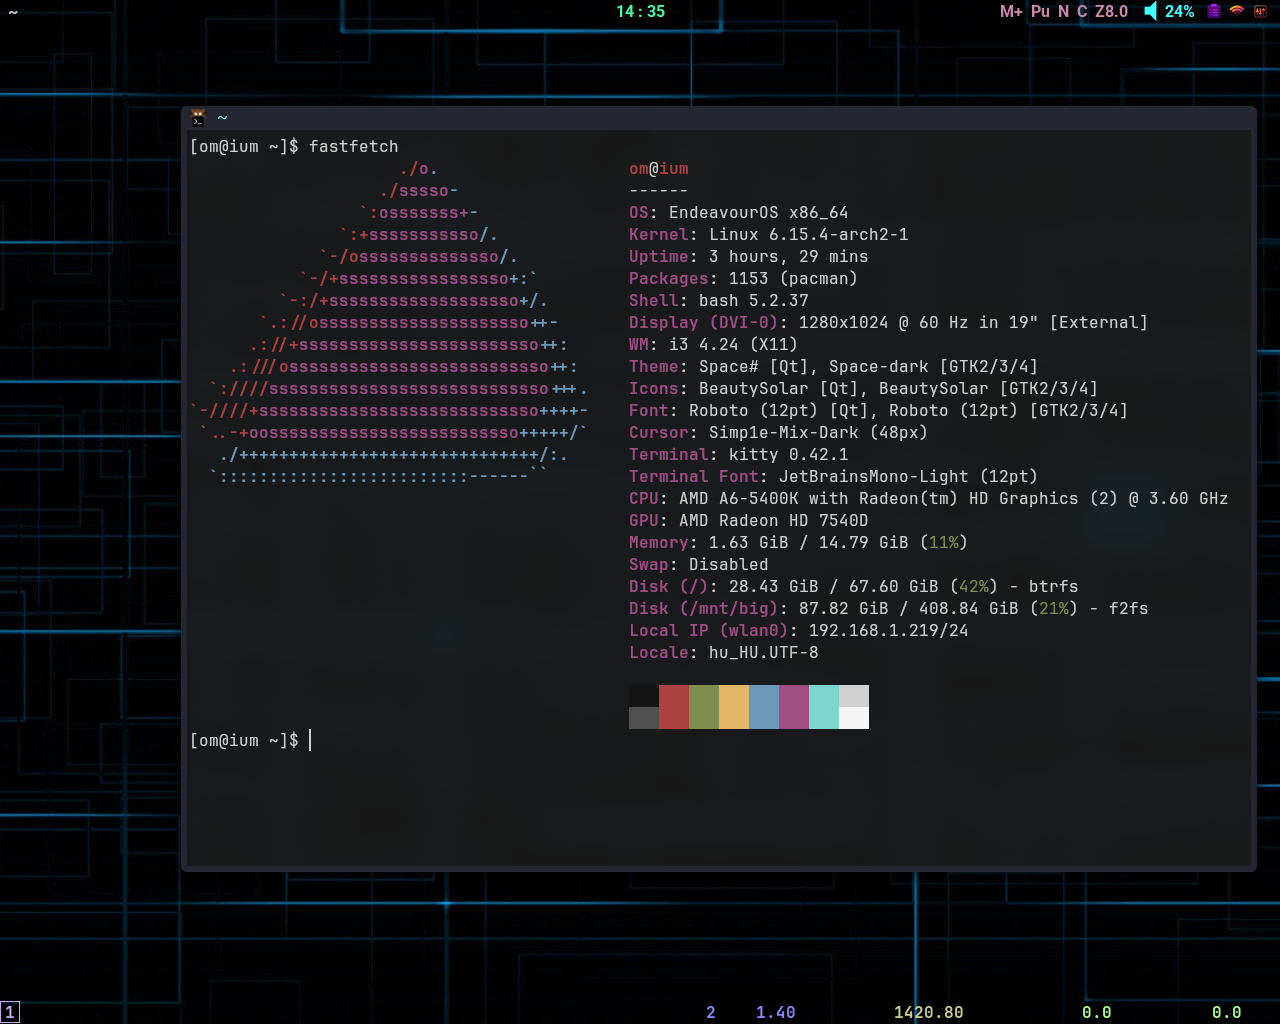 ~
14:35
M+ Pu N C Z8.0 24%
~
[om@ium ~]$ fastfetch
./o.
./sssso-
`:osssssss+-
`:+sssssssssso/.
`-/ossssssssssssso/.
`-/+sssssssssssssssso+:`
`-:/+sssssssssssssssssso+/.
`.://osssssssssssssssssssso++-
.://+ssssssssssssssssssssssso++:
.:///ossssssssssssssssssssssssso++:
`:////ssssssssssssssssssssssssssso+++.
`-////+ssssssssssssssssssssssssssso++++-
`..-+oosssssssssssssssssssssssso+++++/`
./++++++++++++++++++++++++++++++/:.
`:::::::::::::::::::::::::------``
om@ium
------
OS: EndeavourOS x86_64
Kernel: Linux 6.15.4-arch2-1
Uptime: 3 hours, 29 mins
Packages: 1153 (pacman)
Shell: bash 5.2.37
Display (DVI-0): 1280x1024 @ 60 Hz in 19" [External]
WM: i3 4.24 (X11)
Theme: Space# [Qt], Space-dark [GTK2/3/4]
Icons: BeautySolar [Qt], BeautySolar [GTK2/3/4]
Font: Roboto (12pt) [Qt], Roboto (12pt) [GTK2/3/4]
Cursor: Simp1e-Mix-Dark (48px)
Terminal: kitty 0.42.1
Terminal Font: JetBrainsMono-Light (12pt)
CPU: AMD A6-5400K with Radeon(tm) HD Graphics (2) @ 3.60 GHz
GPU: AMD Radeon HD 7540D
Memory: 1.63 GiB / 14.79 GiB (11%)
Swap: Disabled
Disk (/): 28.43 GiB / 67.60 GiB (42%) - btrfs
Disk (/mnt/big): 87.82 GiB / 408.84 GiB (21%) - f2fs
Local IP (wlan0): 192.168.1.219/24
Locale: hu_HU.UTF-8
[om@ium ~]$
1
2 1.40 1420.80 0.0 0.0